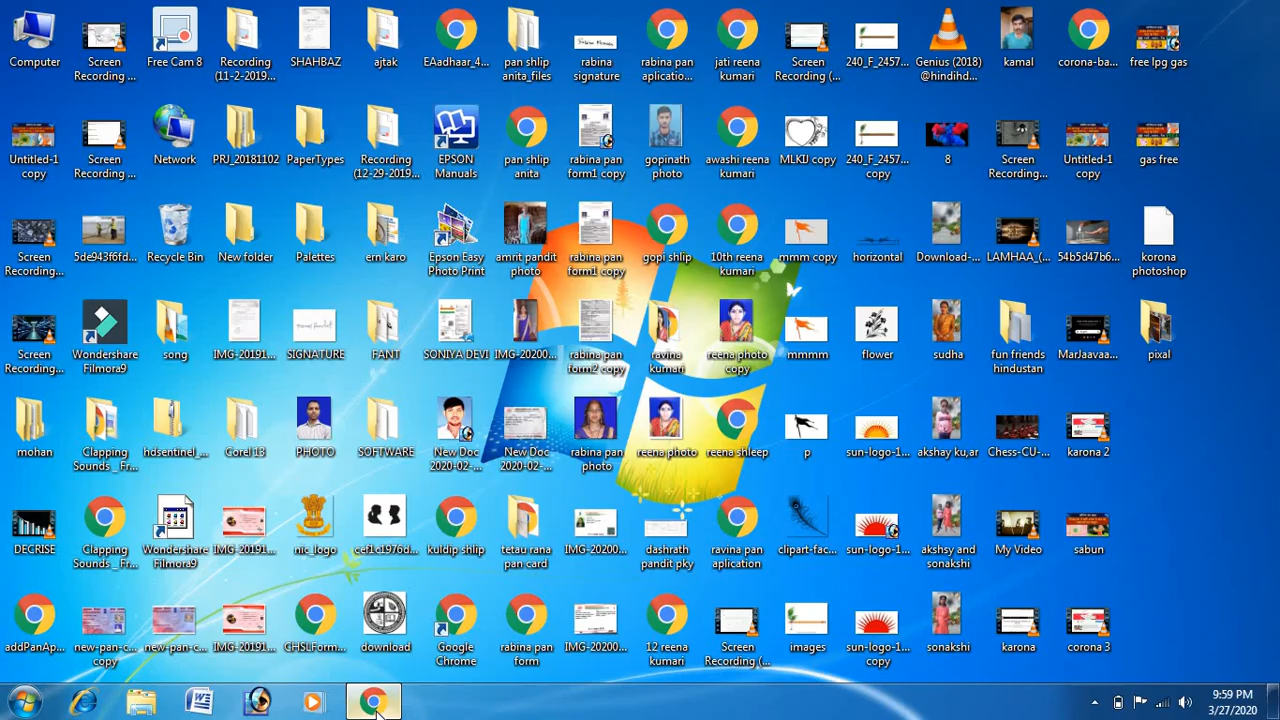 Computer
Screen
Recording ...
Free Cam 8
Recording
(11-2-2019...
SHAHBAZ
ajtak
EAadhaar_4...
pan shlip
anita_files
rabina
signature
rabina pan
aplicatio...
jati reena
kumari
Screen
Recording (...
240_F_2457...
Genius (2018)
@hindihd...
kamal
corona-ba...
free lpg gas
Untitled-1
copy
Screen
Recording ...
Network
PRJ_20181102
PaperTypes
Recording
(12-29-2019...
EPSON
Manuals
pan shlip
anita
rabina pan
form1 copy
gopinath
photo
awashi reena
kumari
MLKIJ copy
240_F_2457...
copy
8
Screen
Recording...
Untitled-1
copy
gas free
Screen
Recording...
5de943f6fd...
Recycle Bin
New folder
Palettes
ern karo
Epson Easy
Photo Print
amrit pandit
photo
rabina pan
form1 copy
gopi shlip
10th reena
kumari
mmm copy
horizontal
Download-...
LAMHAA_(...
54b5d47b6...
korona
photoshop
Screen
Recording...
Wondershare
Filmora9
song
IMG-20191...
SIGNATURE
FANT
SONIYA DEVI
IMG-20200...
rabina pan
form2 copy
ravina
kumari
reena photo
copy
mmmm
flower
sudha
fun friends
hindustan
MarJaavaa...
pixal
mohan
Clapping
Sounds _ Fr...
hdsentinel_...
Corel 13
PHOTO
SOFTWARE
New Doc
2020-02-...
New Doc
2020-02-...
rabina pan
photo
reena photo
reena shleep
p
sun-logo-1...
akshay ku,ar
Chess-CU-...
karona 2
DECRISE
Clapping
Sounds _ Fr...
Wondershare
Filmora9
IMG-20191...
nic_logo
cef1c1976d...
kuldip shlip
tetau rana
pan card
IMG-20200...
dashrath
pandit pky
ravina pan
aplication
clipart-fac...
sun-logo-1...
akshsy and
sonakshi
My Video
sabun
addPanAp...
new-pan-c...
copy
new-pan-c...
IMG-20191...
CHSLForm...
download
Google
Chrome
rabina pan
form
IMG-20200...
12 reena
kumari
Screen
Recording (...
images
sun-logo-1...
copy
sonakshi
karona
corona 3
9:59 PM
3/27/2020